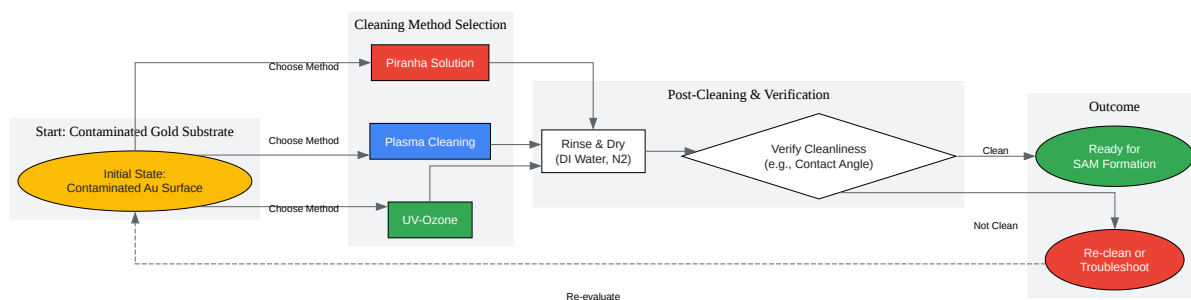 Cleaning Method Selection
Piranha Solution
Choose Method
Post-Cleaning & Verification
Outcome
Start: Contaminated Gold Substrate
Choose Method
Plasma Cleaning
Rinse & Dry
(DI Water, N2)
Verify Cleanliness
(e.g., Contact Angle)
Clean
Ready for
SAM Formation
Initial State:
Contaminated Au Surface
Choose Method
UV-Ozone
Not Clean
Re-clean or
Troubleshoot
Re-evaluate